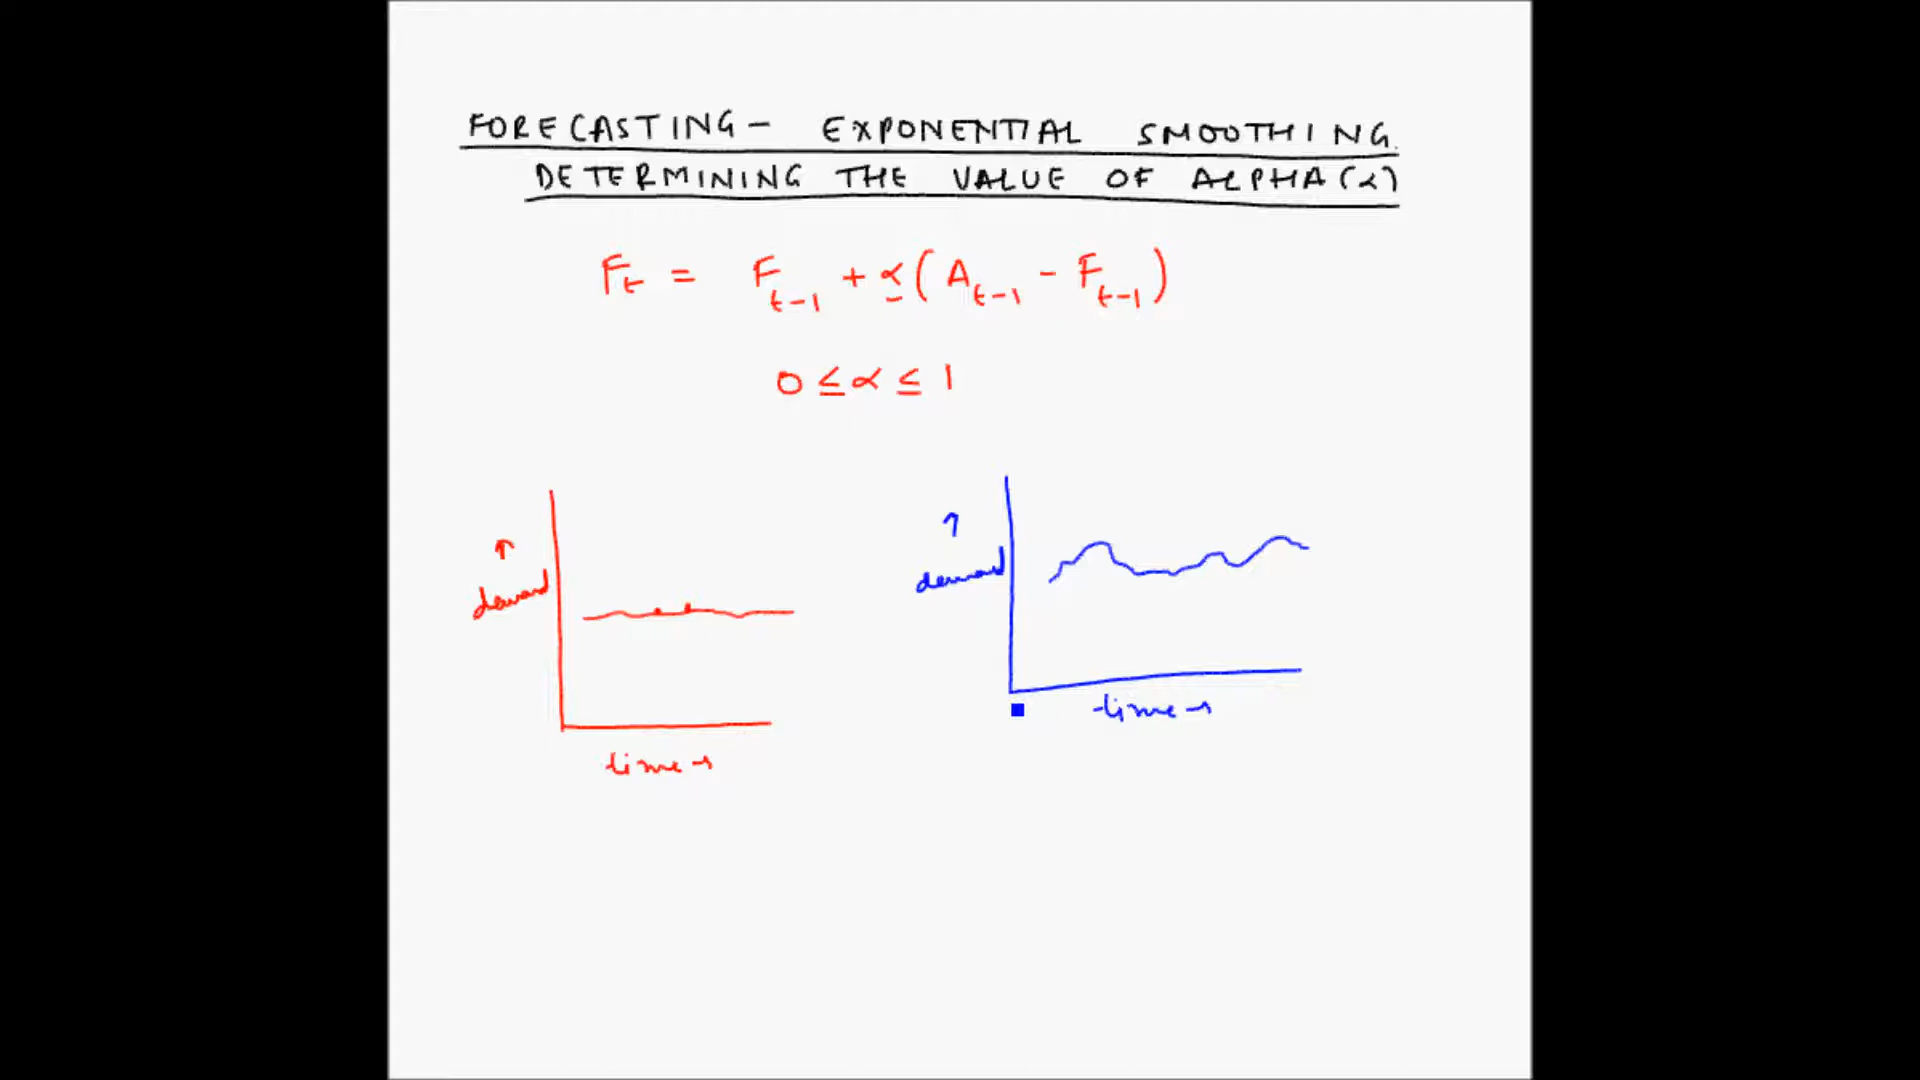 FORECASTING - EXPONENTIAL SMOOTHING.
DETERMINING THE VALUE OF ALPHA (α)
Ft = Ft-1 + α (At-1 - Ft-1)
0 ≤ α ≤ 1
↑
demand
time →
↑
demand
time →